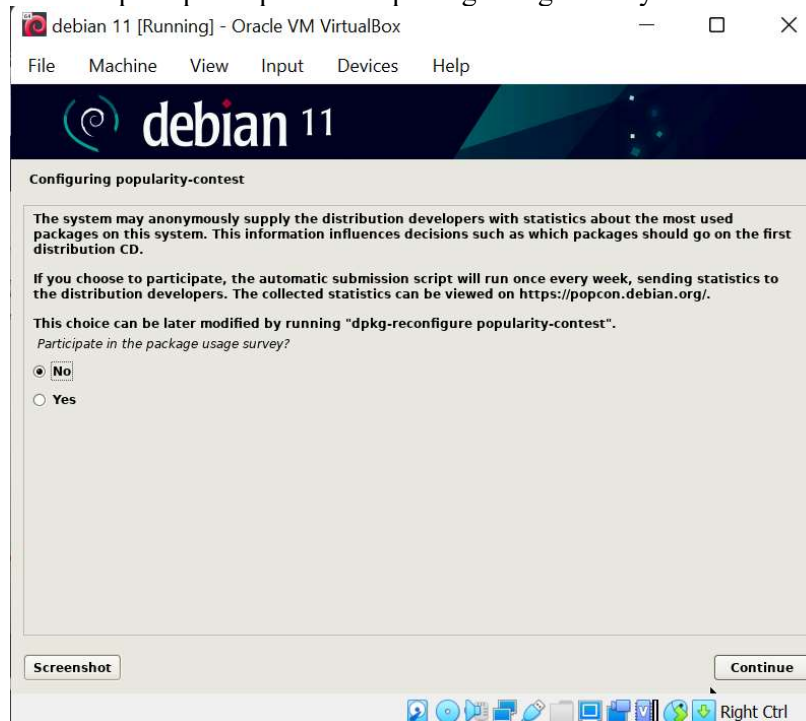 debian 11 [Running] - Oracle VM VirtualBox
File Machine View Input Devices Help
debian 11
Configuring popularity-contest
The system may anonymously supply the distribution developers with statistics about the most used
packages on this system. This information influences decisions such as which packages should go on the first
distribution CD.
If you choose to participate, the automatic submission script will run once every week, sending statistics to
the distribution developers. The collected statistics can be viewed on https://popcon.debian.org/.
This choice can be later modified by running "dpkg-reconfigure popularity-contest".
Participate in the package usage survey?
No
Yes
Screenshot Continue
Right Ctrl